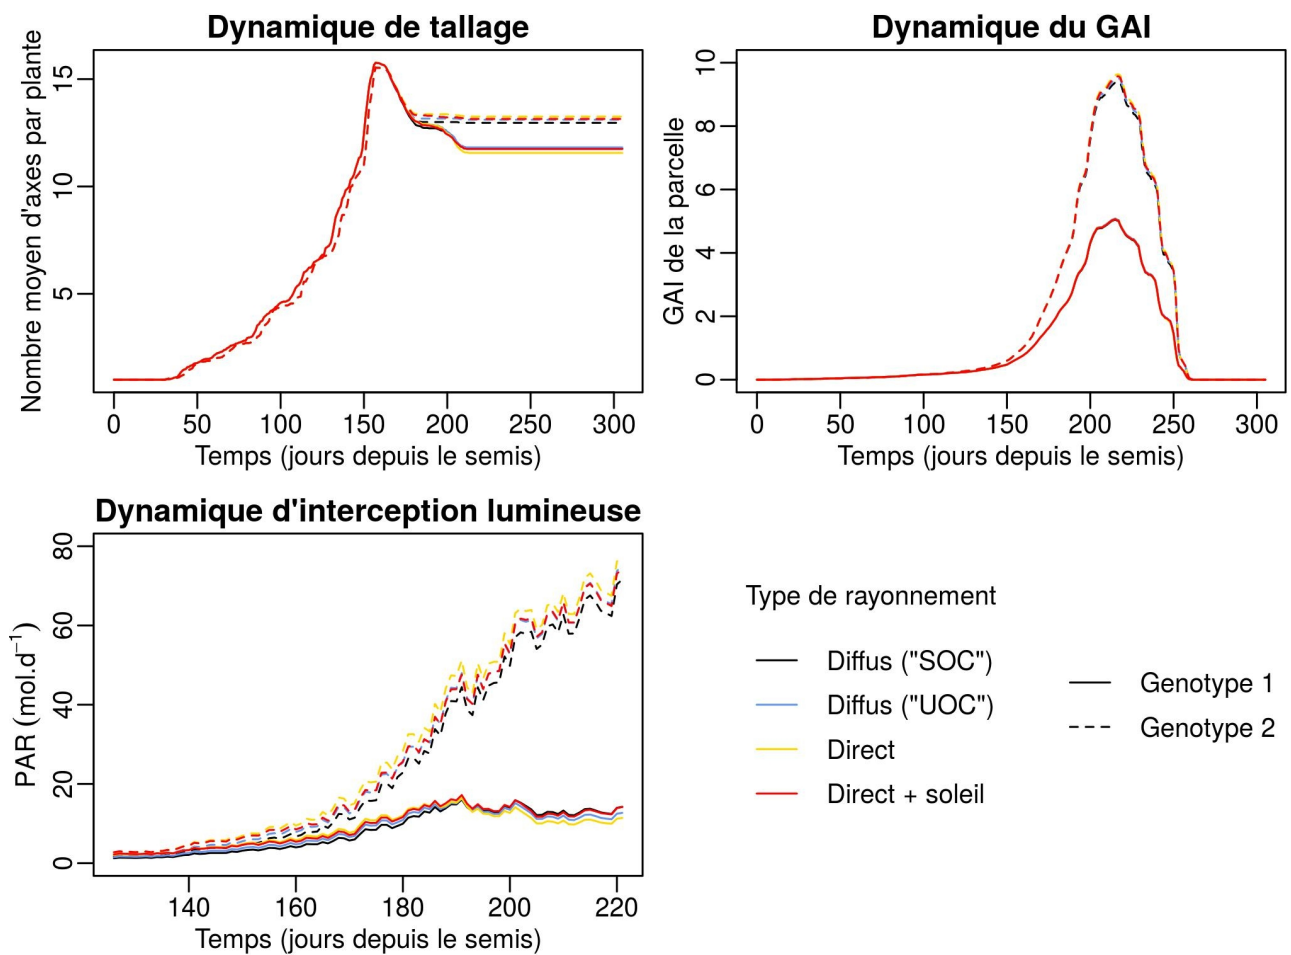 Dynamique de tallage
Nombre moyen d'axes par plante
15
10
5
0 50 100 150 200 250 300
Temps (jours depuis le semis)
Dynamique du GAI
GAI de la parcelle
10
8
6
4
2
0
0 50 100 150 200 250 300
Temps (jours depuis le semis)
Dynamique d'interception lumineuse
PAR (mol.d⁻¹)
80
60
40
20
0
140 160 180 200 220
Temps (jours depuis le semis)
Type de rayonnement
Diffus ("SOC")
Diffus ("UOC")
Direct
Direct + soleil
Genotype 1
Genotype 2